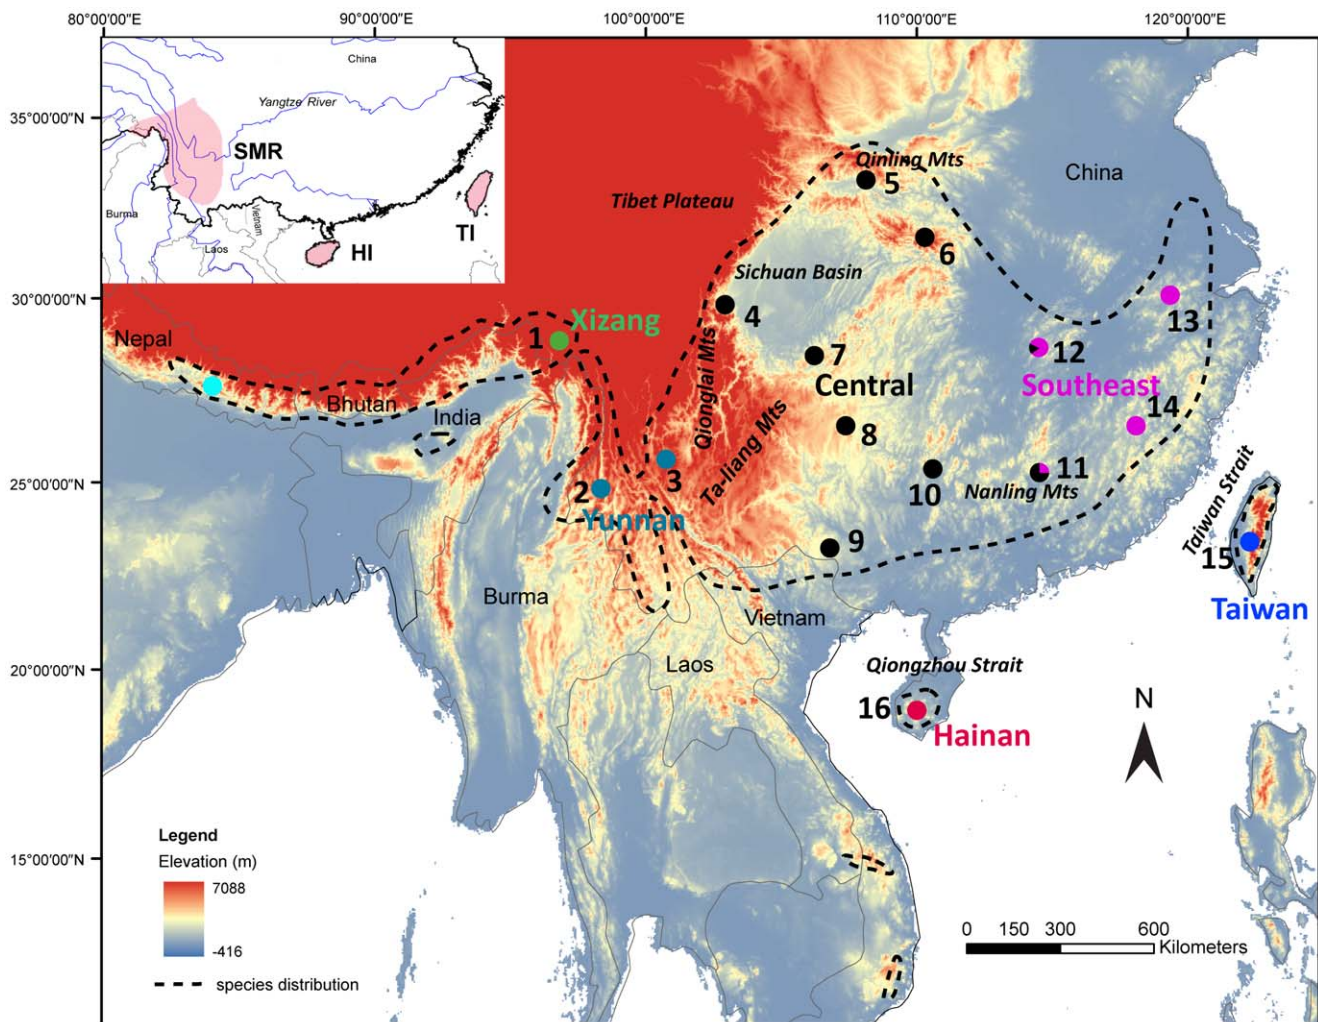 80°00'00"E
90°00'00"E
100°00'00"E
110°00'00"E
120°00'00"E
35°00'00"N
30°00'00"N
25°00'00"N
20°00'00"N
15°00'00"N
China
Yangtze River
SMR
Burma
Vietnam
Laos
HI
TI
Qinling Mts
5
China
Tibet Plateau
6
Sichuan Basin
4
13
1
Xizang
Nepal
Qionglai Mts
7
12
Central
Southeast
14
Bhutan
India
8
Ta-liang Mts
3
2
10
11
Nanling Mts
Yunnan
Taiwan Strait
9
15
Burma
Vietnam
Taiwan
Laos
Qiongzhou Strait
16
Hainan
N
Legend
Elevation (m)
7088
-416
species distribution
0 150 300 600
Kilometers